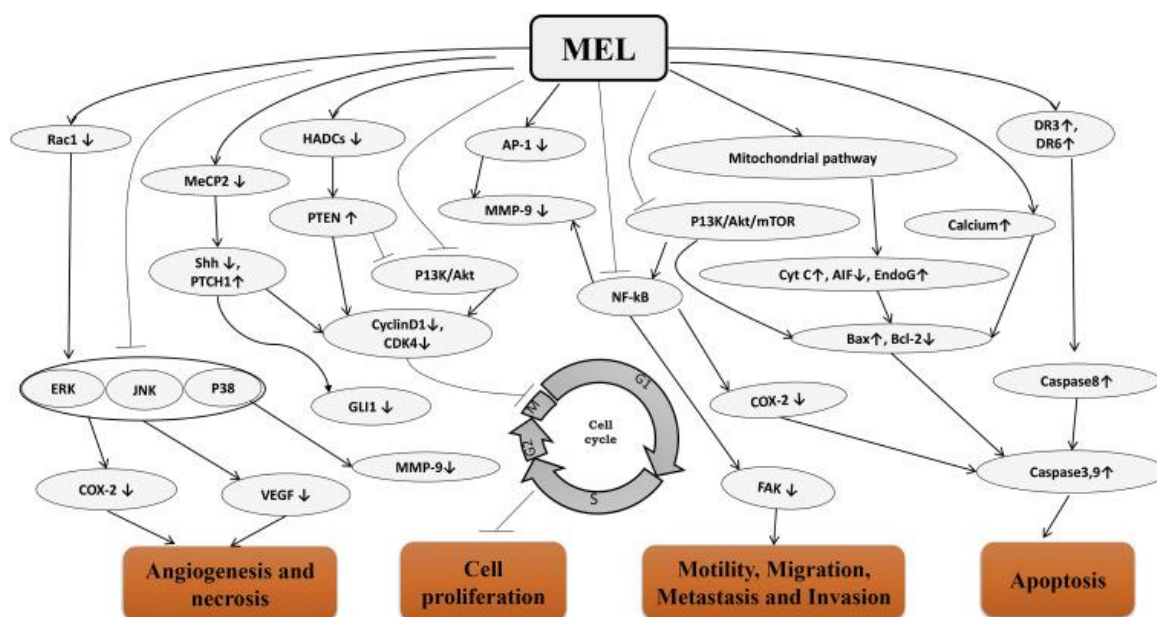 MEL
Rac1 ↓
HADCs ↓
AP-1 ↓
DR3↑,
DR6↑
Mitochondrial pathway
MeCP2 ↓
PTEN ↑
MMP-9 ↓
P13K/Akt/mTOR
Calcium↑
Shh ↓,
PTCH1↑
P13K/Akt
Cyt C↑, AIF↓, EndoG↑
NF-kB
CyclinD1↓,
CDK4↓
Bax↑, Bcl-2↓
ERK
JNK
P38
GLI1 ↓
G1
M
G2
S
Cell
cycle
COX-2 ↓
Caspase8↑
MMP-9↓
Caspase3,9↑
COX-2 ↓
VEGF ↓
FAK ↓
Angiogenesis and
necrosis
Cell
proliferation
Motility, Migration,
Metastasis and Invasion
Apoptosis